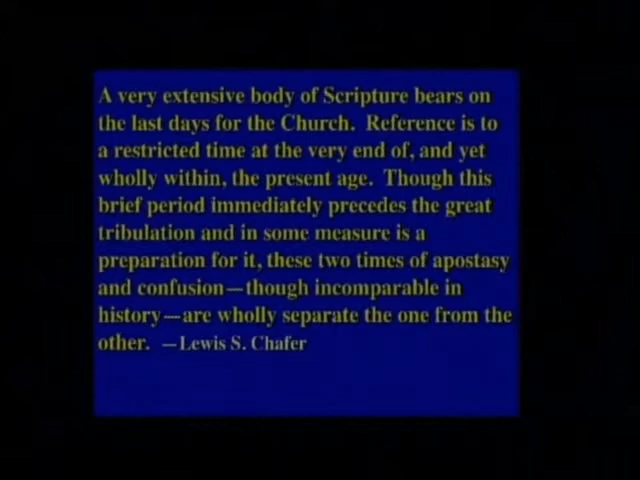 A very extensive body of Scripture bears on
the last days for the Church.  Reference is to
a restricted time at the very end of, and yet
wholly within, the present age.  Though this
brief period immediately precedes the great
tribulation and in some measure is a
preparation for it, these two times of apostasy
and confusion—though incomparable in
history—are wholly separate the one from the
other.  —Lewis S. Chafer